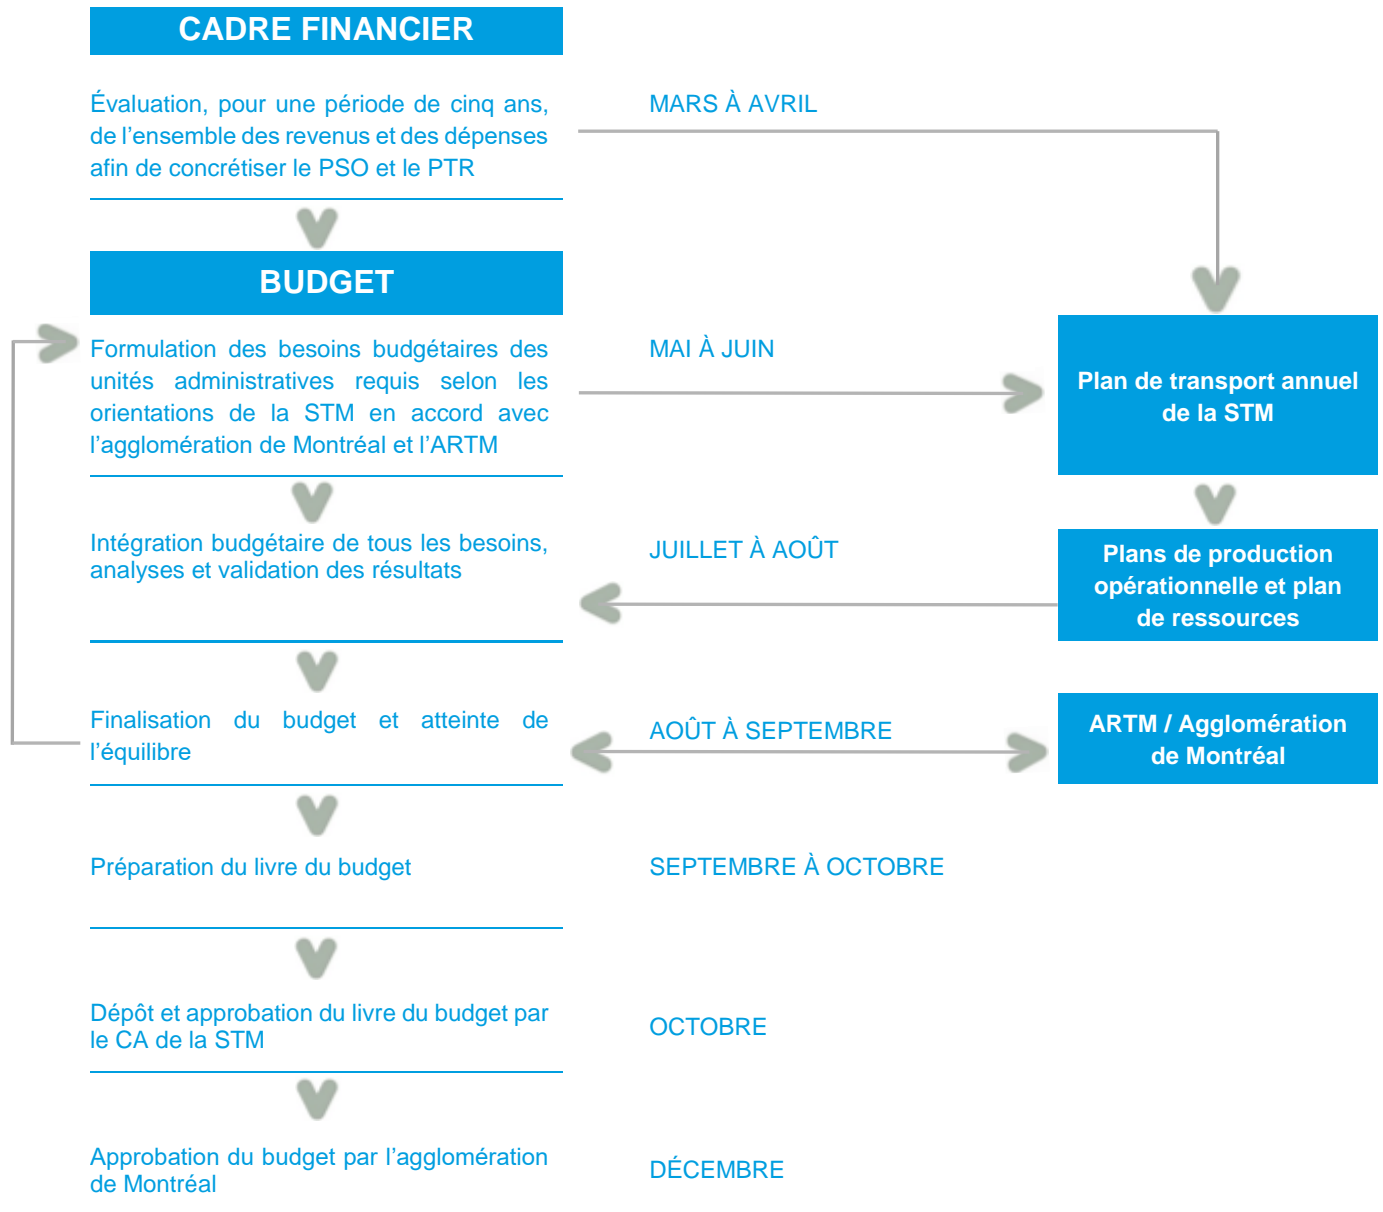 CADRE FINANCIER
Évaluation, pour une période de cinq ans,
de l'ensemble des revenus et des dépenses
afin de concrétiser le PSO et le PTR
MARS À AVRIL
BUDGET
Formulation des besoins budgétaires des
unités administratives requis selon les
orientations de la STM en accord avec
l'agglomération de Montréal et l'ARTM
MAI À JUIN
Plan de transport annuel
de la STM
Intégration budgétaire de tous les besoins,
analyses et validation des résultats
JUILLET À AOÛT
Plans de production
opérationnelle et plan
de ressources
Finalisation du budget et atteinte de
l'équilibre
AOÛT À SEPTEMBRE
ARTM / Agglomération
de Montréal
Préparation du livre du budget
SEPTEMBRE À OCTOBRE
Dépôt et approbation du livre du budget par
le CA de la STM
OCTOBRE
Approbation du budget par l'agglomération
de Montréal
DÉCEMBRE